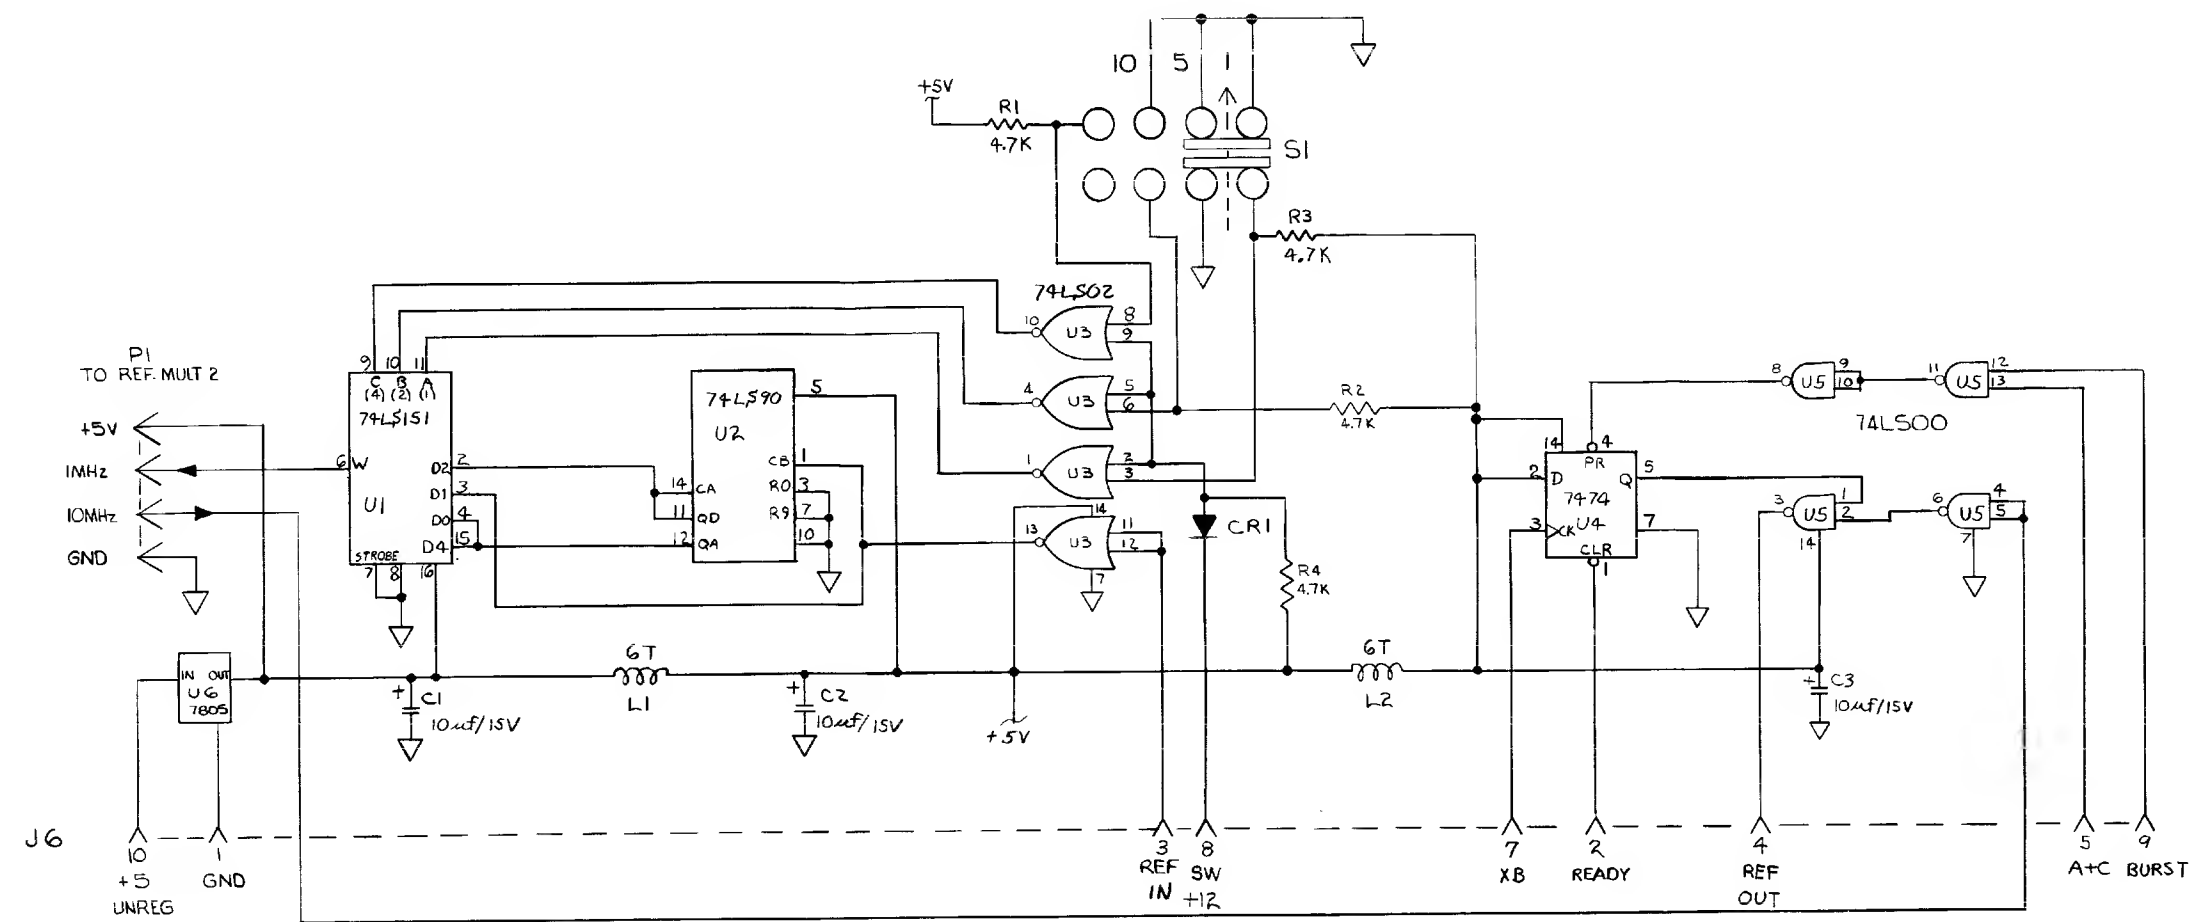 10 5 1
+5V
R1
4.7K
S1
R3
4.7K
74LS02
10 U3 8
9
P1
TO REF. MULT 2
9 10 11
C B A
(4) (2) (1)
74LS151
+5V
1MHz
10MHz
GND
6 W
U1
D2 2
D1 3
D0 4
D4 15
STROBE
7 8 16
74LS90
U2
5
CB 1
R0 3
R9 7
10
14 CA
11 QD
12 QA
4 U3 5
6
1 U3 2
3
13 U3 14
11
12
7
CR1
R4
4.7K
R2
4.7K
14 4
PR
2 D Q 5
7474
U4 7
3 CK
CLR
1
8 U5 9
10
11 U5 12
13
74LS00
3 U5 1
2
14
6 U5 4
5
7
IN OUT
U6
7805
+ C1
10uf/15V
6T
L1
+ C2
10uf/15V
+5V
6T
L2
+ C3
10uf/15V
J6
10
+5
UNREG
1
GND
3
REF
IN
8
SW
+12
7
XB
2
READY
4
REF
OUT
5
A+C
9
BURST